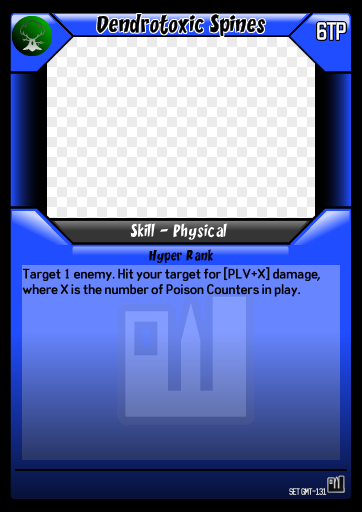 Dendrotoxic Spines
6TP
Skill - Physical
Hyper Rank
Target 1 enemy. Hit your target for [PLV+X] damage,
where X is the number of Poison Counters in play.
SET GMT-131